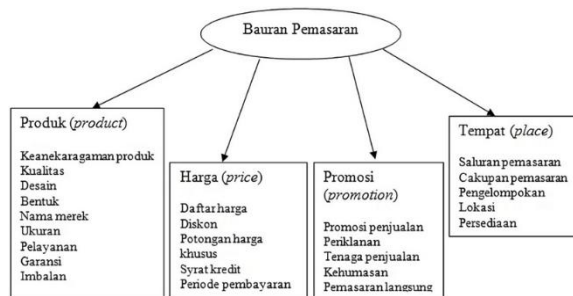 Bauran Pemasaran
Produk (product)
Keanekaragaman produk
Kualitas
Desain
Bentuk
Nama merek
Ukuran
Pelayanan
Garansi
Imbalan
Harga (price)
Daftar harga
Diskon
Potongan harga
khusus
Syrat kredit
Periode pembayaran
Promosi
(promotion)
Promosi penjualan
Periklanan
Tenaga penjualan
Kehumasan
Pemasaran langsung
Tempat (place)
Saluran pemasaran
Cakupan pemasaran
Pengelompokan
Lokasi
Persediaan